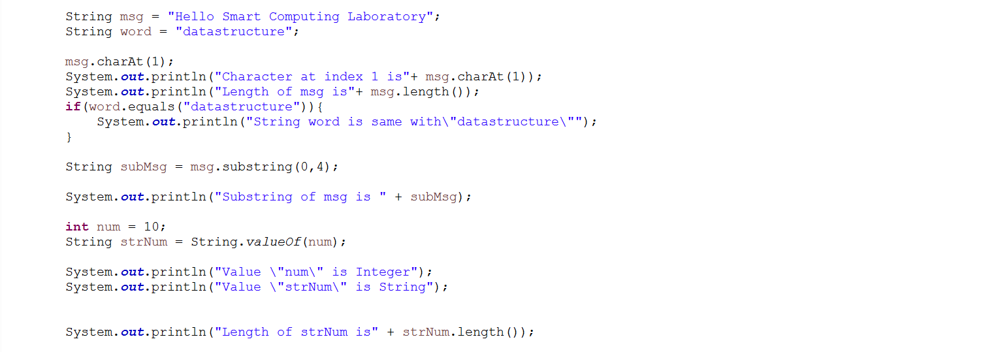 String msg = "Hello Smart Computing Laboratory";
String word = "datastructure";
msg.charAt(1);
System.out.println("Character at index 1 is"+ msg.charAt(1));
System.out.println("Length of msg is"+ msg.length());
if(word.equals("datastructure")){
    System.out.println("String word is same with\"datastructure\"");
}
String subMsg = msg.substring(0,4);
System.out.println("Substring of msg is " + subMsg);
int num = 10;
String strNum = String.valueOf(num);
System.out.println("Value \"num\" is Integer");
System.out.println("Value \"strNum\" is String");
System.out.println("Length of strNum is" + strNum.length());